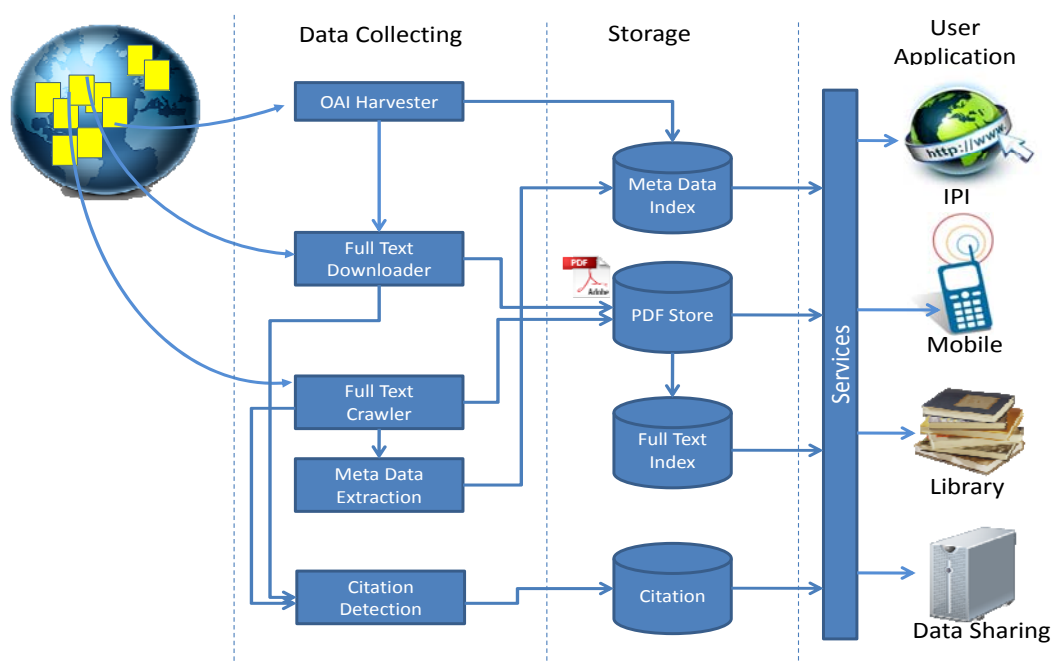 Data Collecting
Storage
User
Application
OAI Harvester
Full Text
Downloader
Full Text
Crawler
Meta Data
Extraction
Citation
Detection
Meta Data
Index
PDF
Adobe
PDF Store
Full Text
Index
Citation
Services
http://www.
IPI
Mobile
Library
Data Sharing